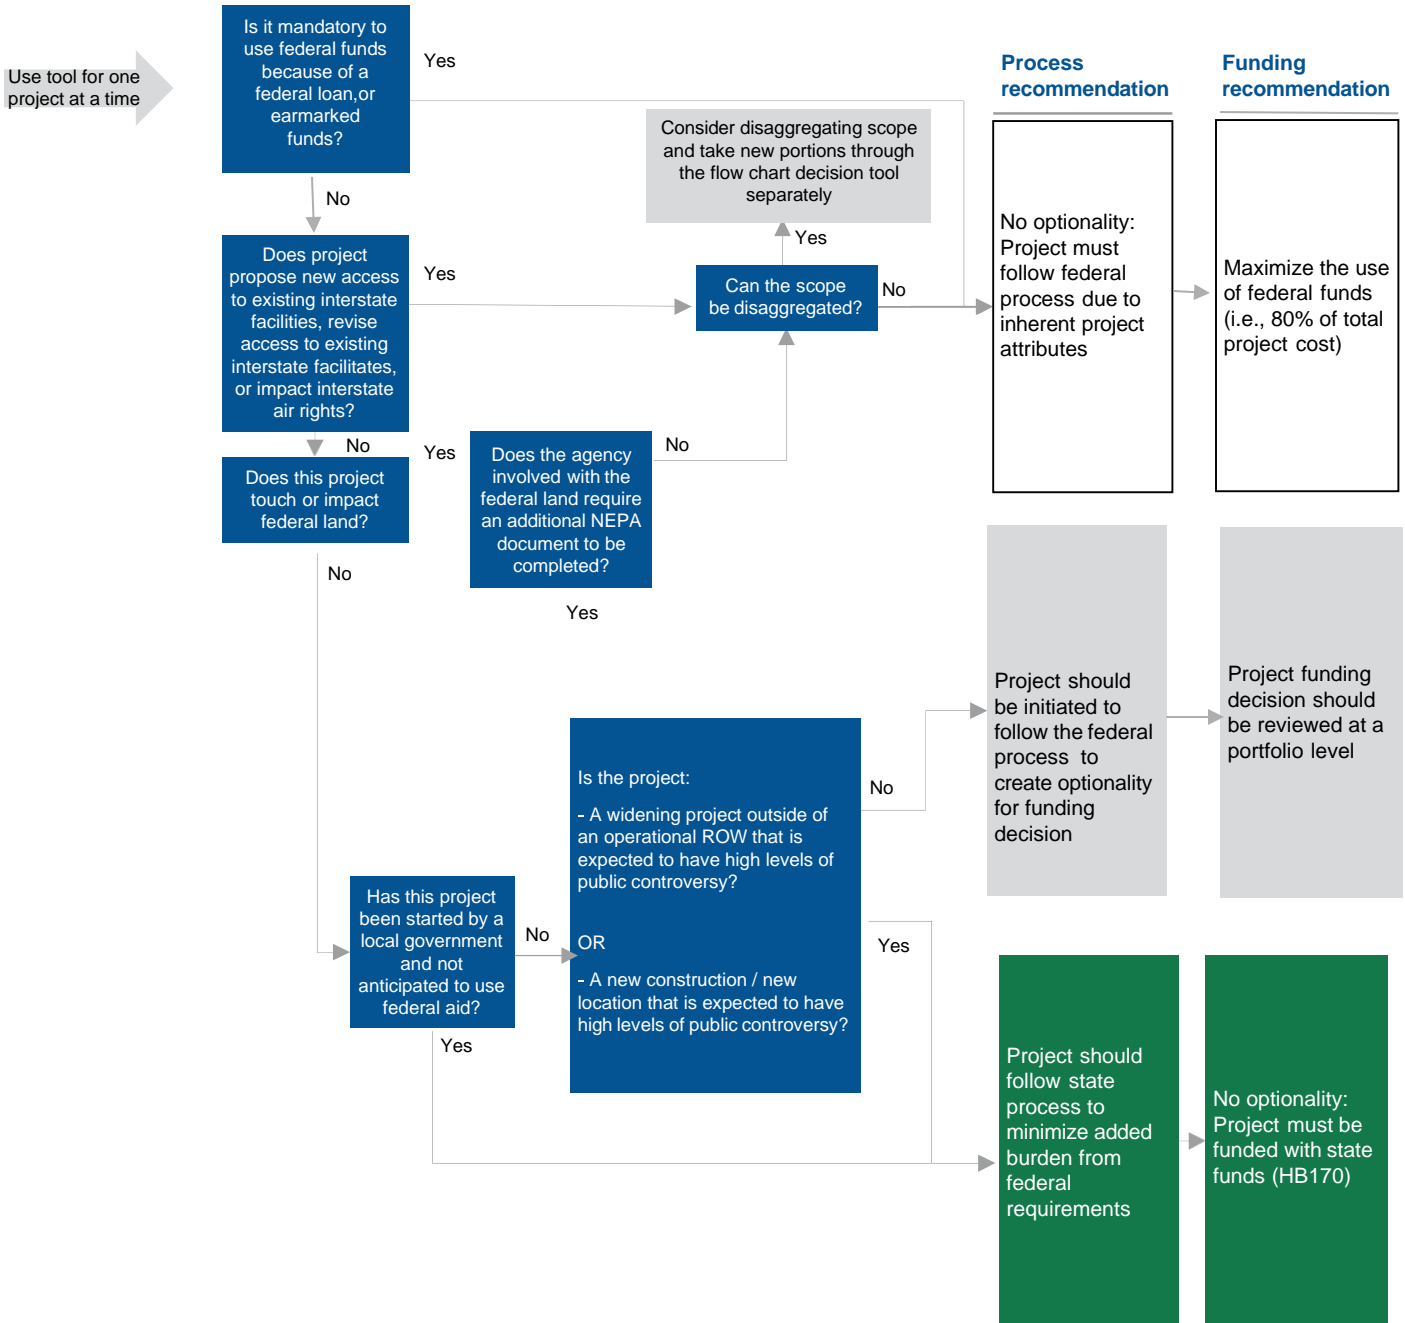 Use tool for one
project at a time
Is it mandatory to
use federal funds
because of a
federal loan,or
earmarked
funds?
Yes
No
Does project
propose new access
to existing interstate
facilities, revise
access to existing
interstate facilitates,
or impact interstate
air rights?
Yes
No
Consider disaggregating scope
and take new portions through
the flow chart decision tool
separately
Yes
Can the scope
be disaggregated?
No
Does this project
touch or impact
federal land?
Yes
No
Does the agency
involved with the
federal land require
an additional NEPA
document to be
completed?
No
Yes
Has this project
been started by a
local government
and not
anticipated to use
federal aid?
No
Yes
Is the project:
- A widening project outside of
an operational ROW that is
expected to have high levels of
public controversy?
OR
- A new construction / new
location that is expected to have
high levels of public controversy?
No
Yes
Process
recommendation
Funding
recommendation
No optionality:
Project must
follow federal
process due to
inherent project
attributes
Maximize the use
of federal funds
(i.e., 80% of total
project cost)
Project should
be initiated to
follow the federal
process to
create optionality
for funding
decision
Project funding
decision should
be reviewed at a
portfolio level
Project should
follow state
process to
minimize added
burden from
federal
requirements
No optionality:
Project must be
funded with state
funds (HB170)